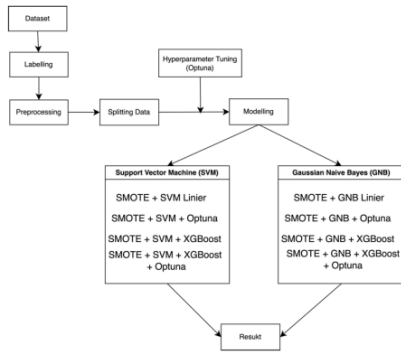 Dataset
Labelling
Hyperparameter Tuning
(Optuna)
Preprocessing
Splitting Data
Modelling
Support Vector Machine (SVM)
SMOTE + SVM Linier
SMOTE + SVM + Optuna
SMOTE + SVM + XGBoost
SMOTE + SVM + XGBoost
+ Optuna
Gaussian Naive Bayes (GNB)
SMOTE + GNB Linier
SMOTE + GNB + Optuna
SMOTE + GNB + XGBoost
SMOTE + GNB + XGBoost
+ Optuna
Resukt